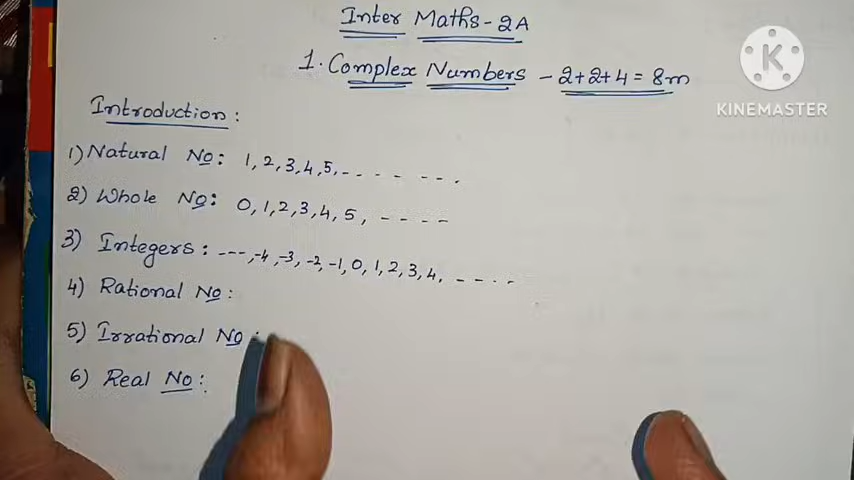 Inter Maths - 2A
1. Complex Numbers - 2+2+4 = 8m
KINEMASTER
Introduction :
1) Natural No : 1, 2, 3, 4, 5, - - - - - - - .
2) Whole No : 0, 1, 2, 3, 4, 5, - - - -
3) Integers : ---, -4, -3, -2, -1, 0, 1, 2, 3, 4, - - - - -
4) Rational No :
5) Irrational No :
6) Real No :